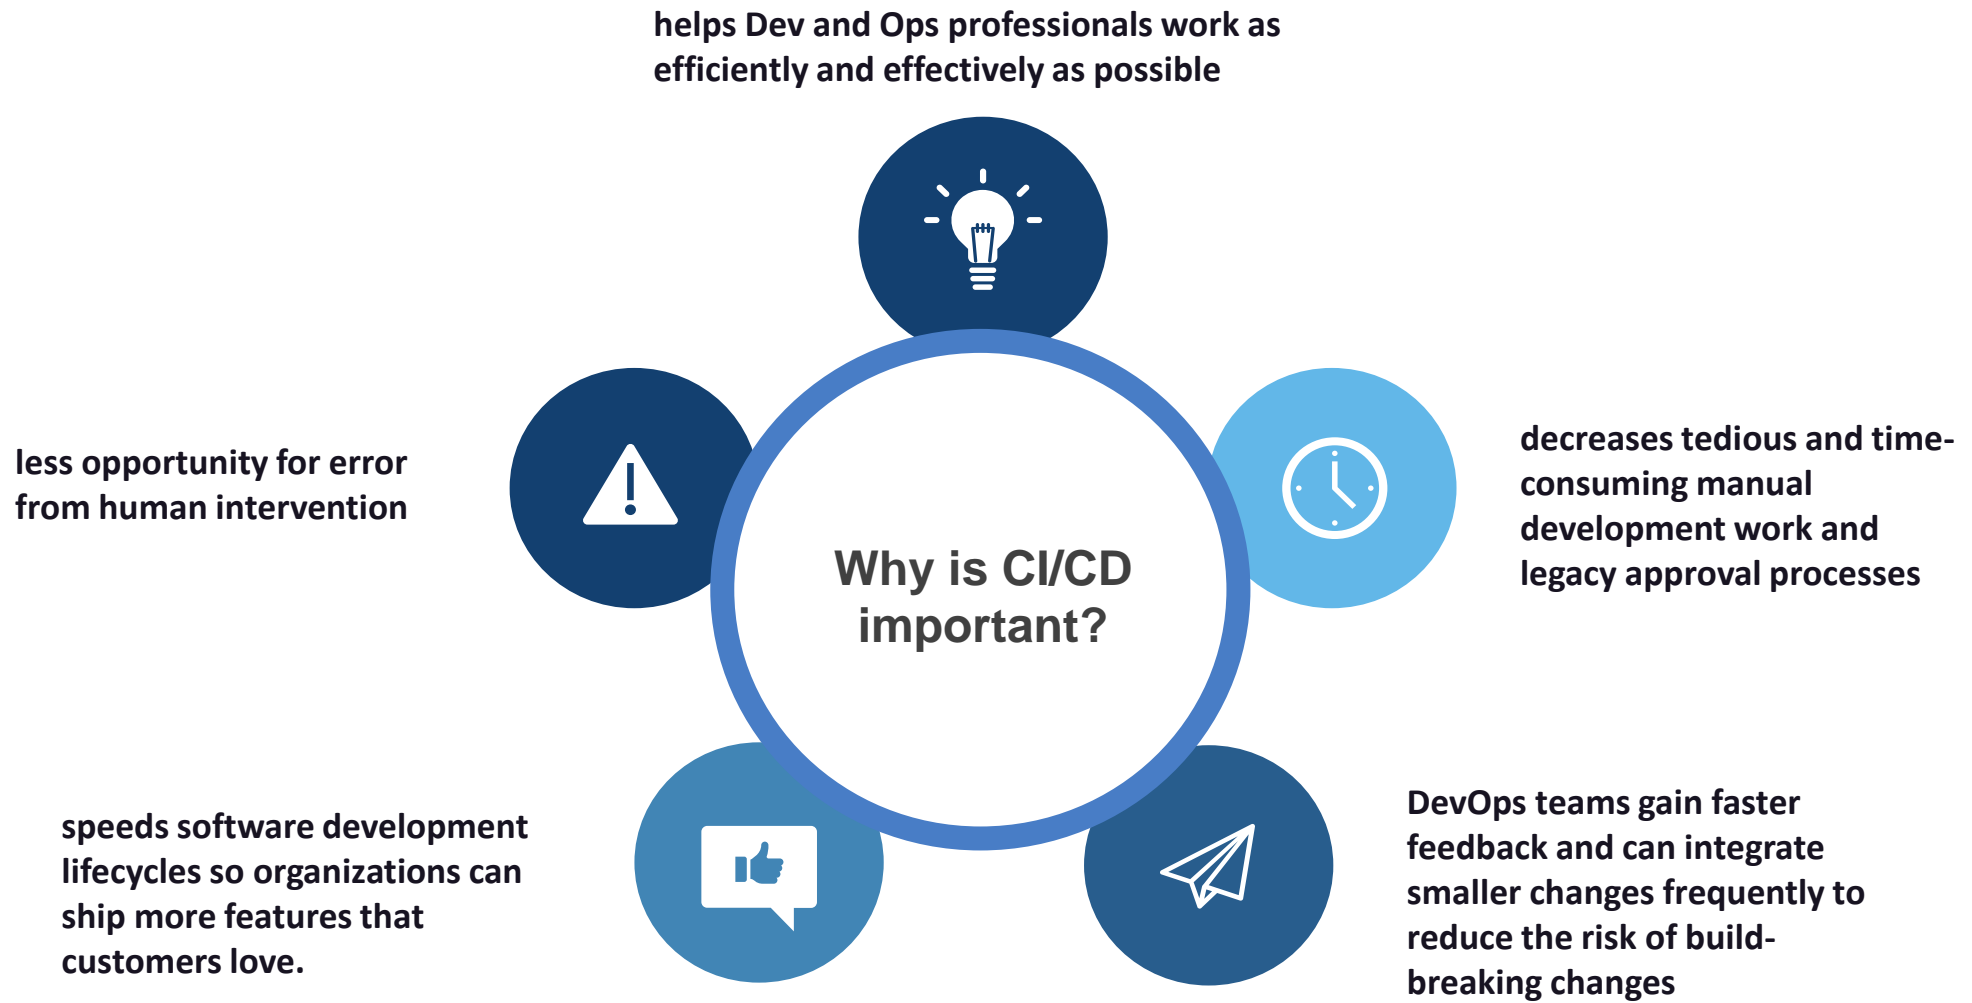 helps Dev and Ops professionals work as
efficiently and effectively as possible
less opportunity for error
from human intervention
decreases tedious and time-
consuming manual
development work and
legacy approval processes
Why is CI/CD
important?
speeds software development
lifecycles so organizations can
ship more features that
customers love.
DevOps teams gain faster
feedback and can integrate
smaller changes frequently to
reduce the risk of build-
breaking changes